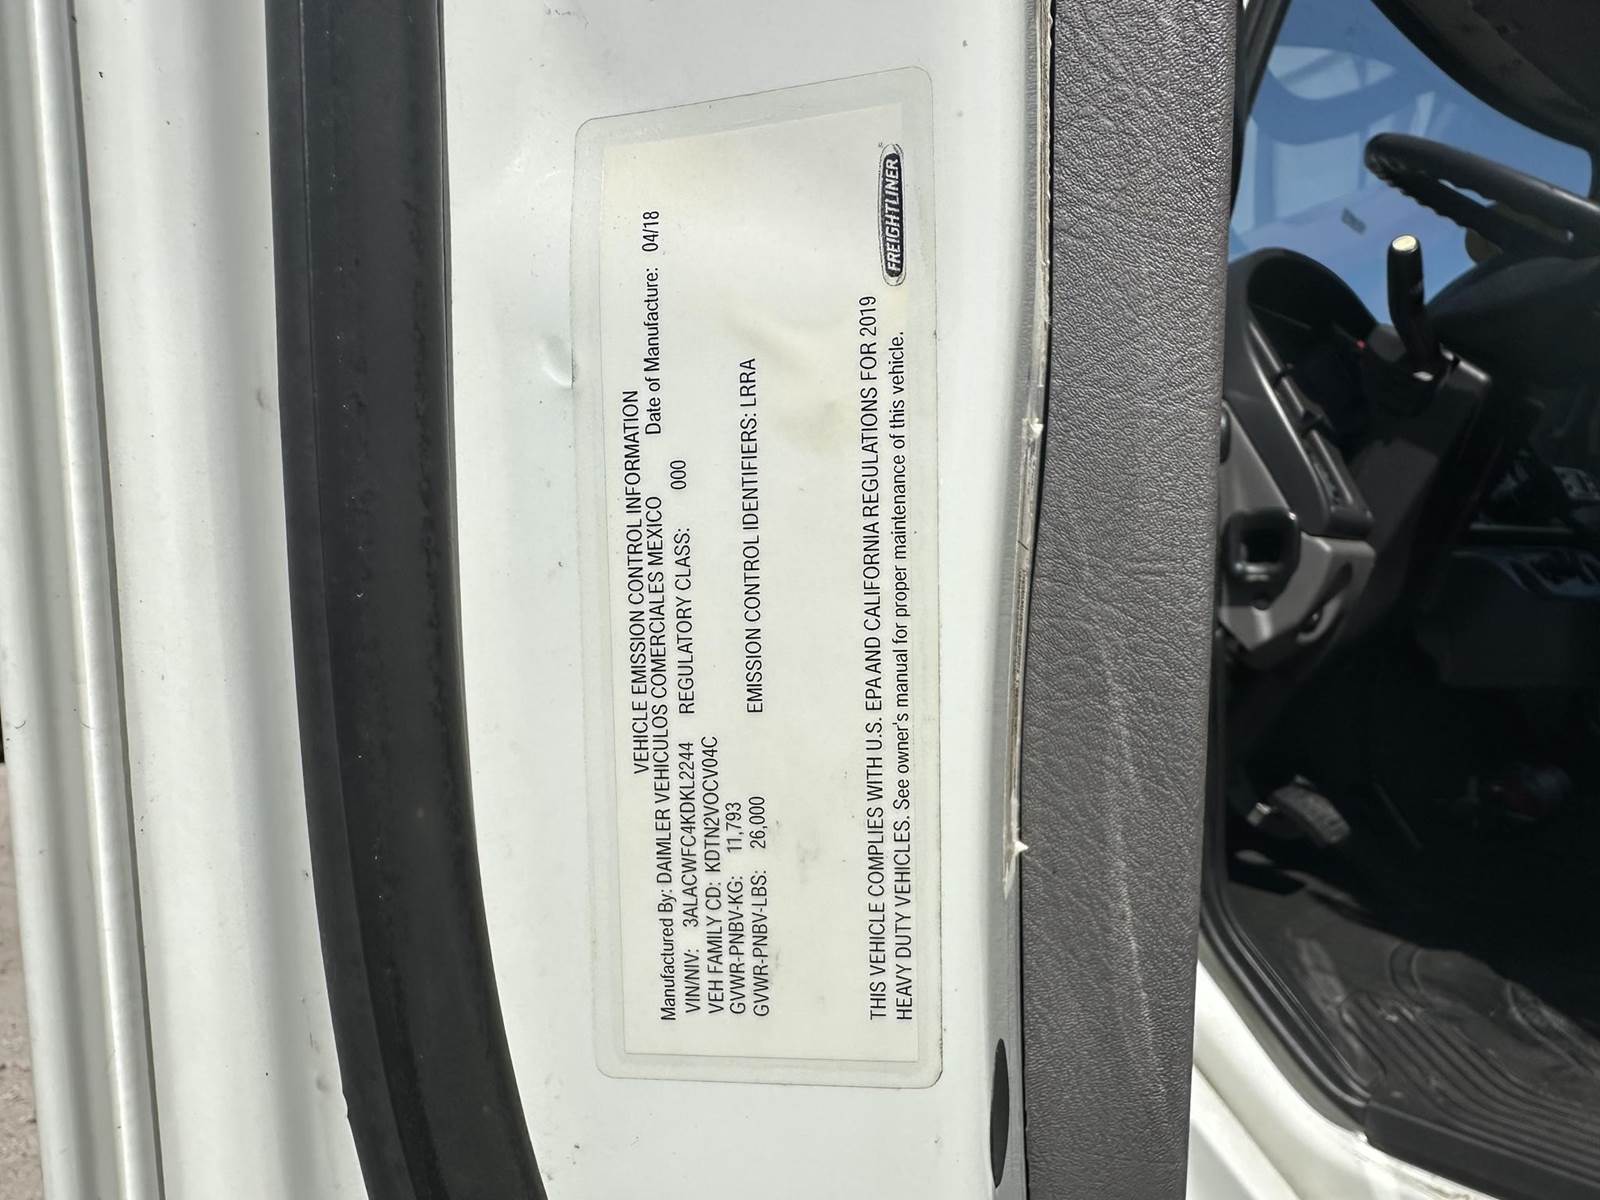 VEHICLE EMISSION CONTROL INFORMATION
Manufactured By: DAIMLER VEHICULOS COMERCIALES MEXICO Date of Manufacture: 04/18
VIN/NIV: 3ALACWFC4KDKL2244 REGULATORY CLASS: 000
VEH FAMILY CD: KDTN2VOCV04C
GVWR-PNBV-KG: 11,793
GVWR-PNBV-LBS: 26,000 EMISSION CONTROL IDENTIFIERS: LRRA
THIS VEHICLE COMPLIES WITH U.S. EPA AND CALIFORNIA REGULATIONS FOR 2019
HEAVY DUTY VEHICLES. See owner's manual for proper maintenance of this vehicle.
FREIGHTLINER